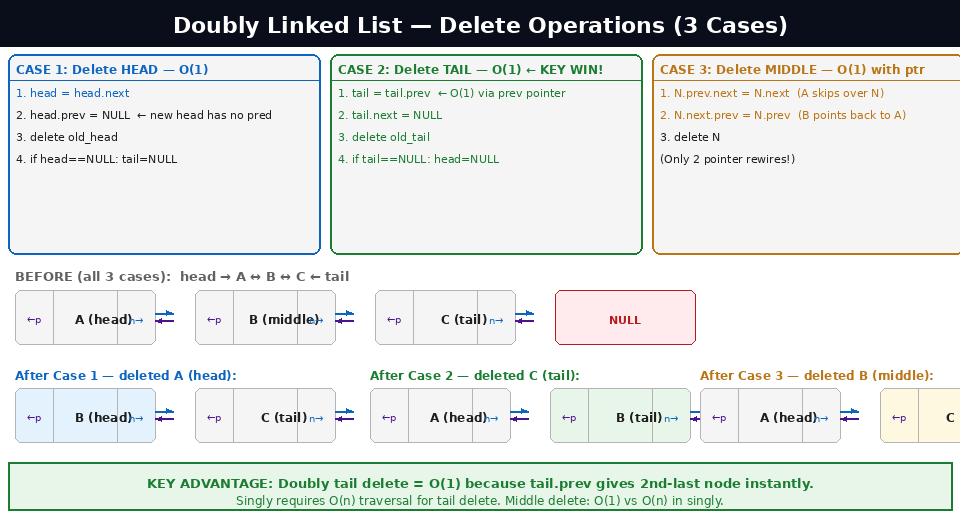 Doubly Linked List — Delete Operations (3 Cases)
CASE 1: Delete HEAD — O(1)
1. head = head.next
2. head.prev = NULL ← new head has no pred
3. delete old_head
4. if head==NULL: tail=NULL
CASE 2: Delete TAIL — O(1) ← KEY WIN!
1. tail = tail.prev ← O(1) via prev pointer
2. tail.next = NULL
3. delete old_tail
4. if tail==NULL: head=NULL
CASE 3: Delete MIDDLE — O(1) with ptr
1. N.prev.next = N.next (A skips over N)
2. N.next.prev = N.prev (B points back to A)
3. delete N
(Only 2 pointer rewires!)
BEFORE (all 3 cases): head → A ↔ B ↔ C ← tail
←p A (head) n→ ←p B (middle) n→ ←p C (tail) n→ NULL
After Case 1 — deleted A (head):
←p B (head) n→ ←p C (tail) n→
After Case 2 — deleted C (tail):
←p A (head) n→ ←p B (tail) n→
After Case 3 — deleted B (middle):
←p A (head) n→ ←p C
KEY ADVANTAGE: Doubly tail delete = O(1) because tail.prev gives 2nd-last node instantly.
Singly requires O(n) traversal for tail delete. Middle delete: O(1) vs O(n) in singly.